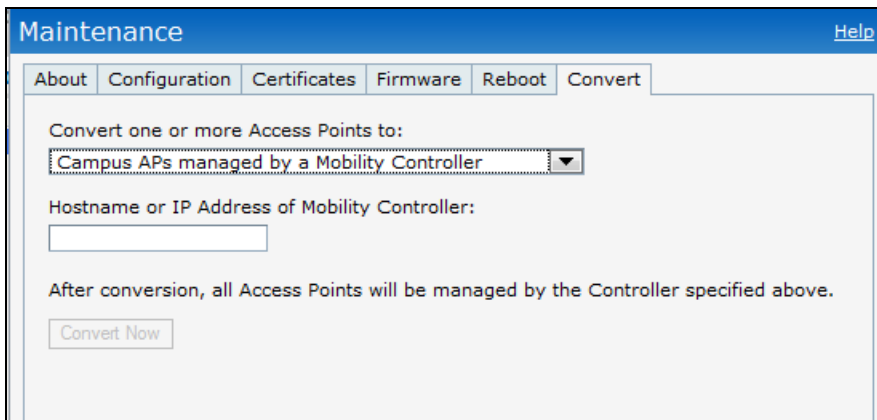 Maintenance
Help
About Configuration Certificates Firmware Reboot Convert
Convert one or more Access Points to:
Campus APs managed by a Mobility Controller
Hostname or IP Address of Mobility Controller:
After conversion, all Access Points will be managed by the Controller specified above.
Convert Now